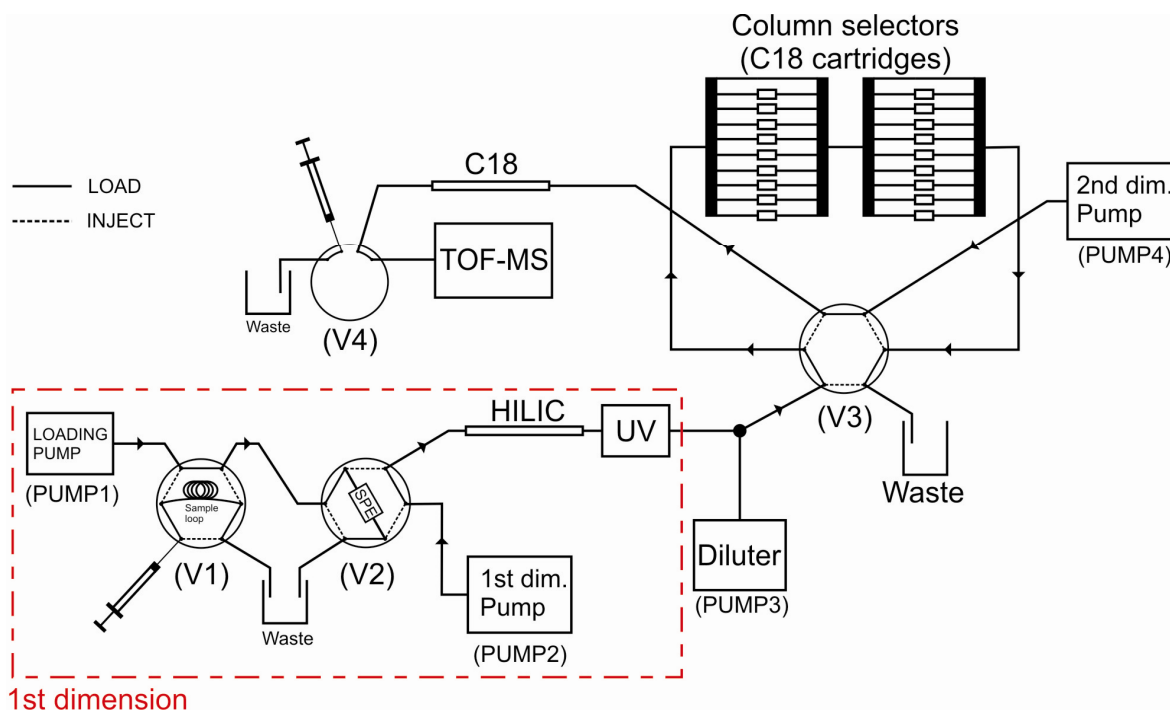 Column selectors
(C18 cartridges)
LOAD
INJECT
C18
TOF-MS
Waste
(V4)
2nd dim.
Pump
(PUMP4)
(V3)
Waste
LOADING
PUMP
(PUMP1)
Sample
loop
(V1)
Waste
SPE
(V2)
HILIC
UV
1st dim.
Pump
(PUMP2)
Diluter
(PUMP3)
1st dimension